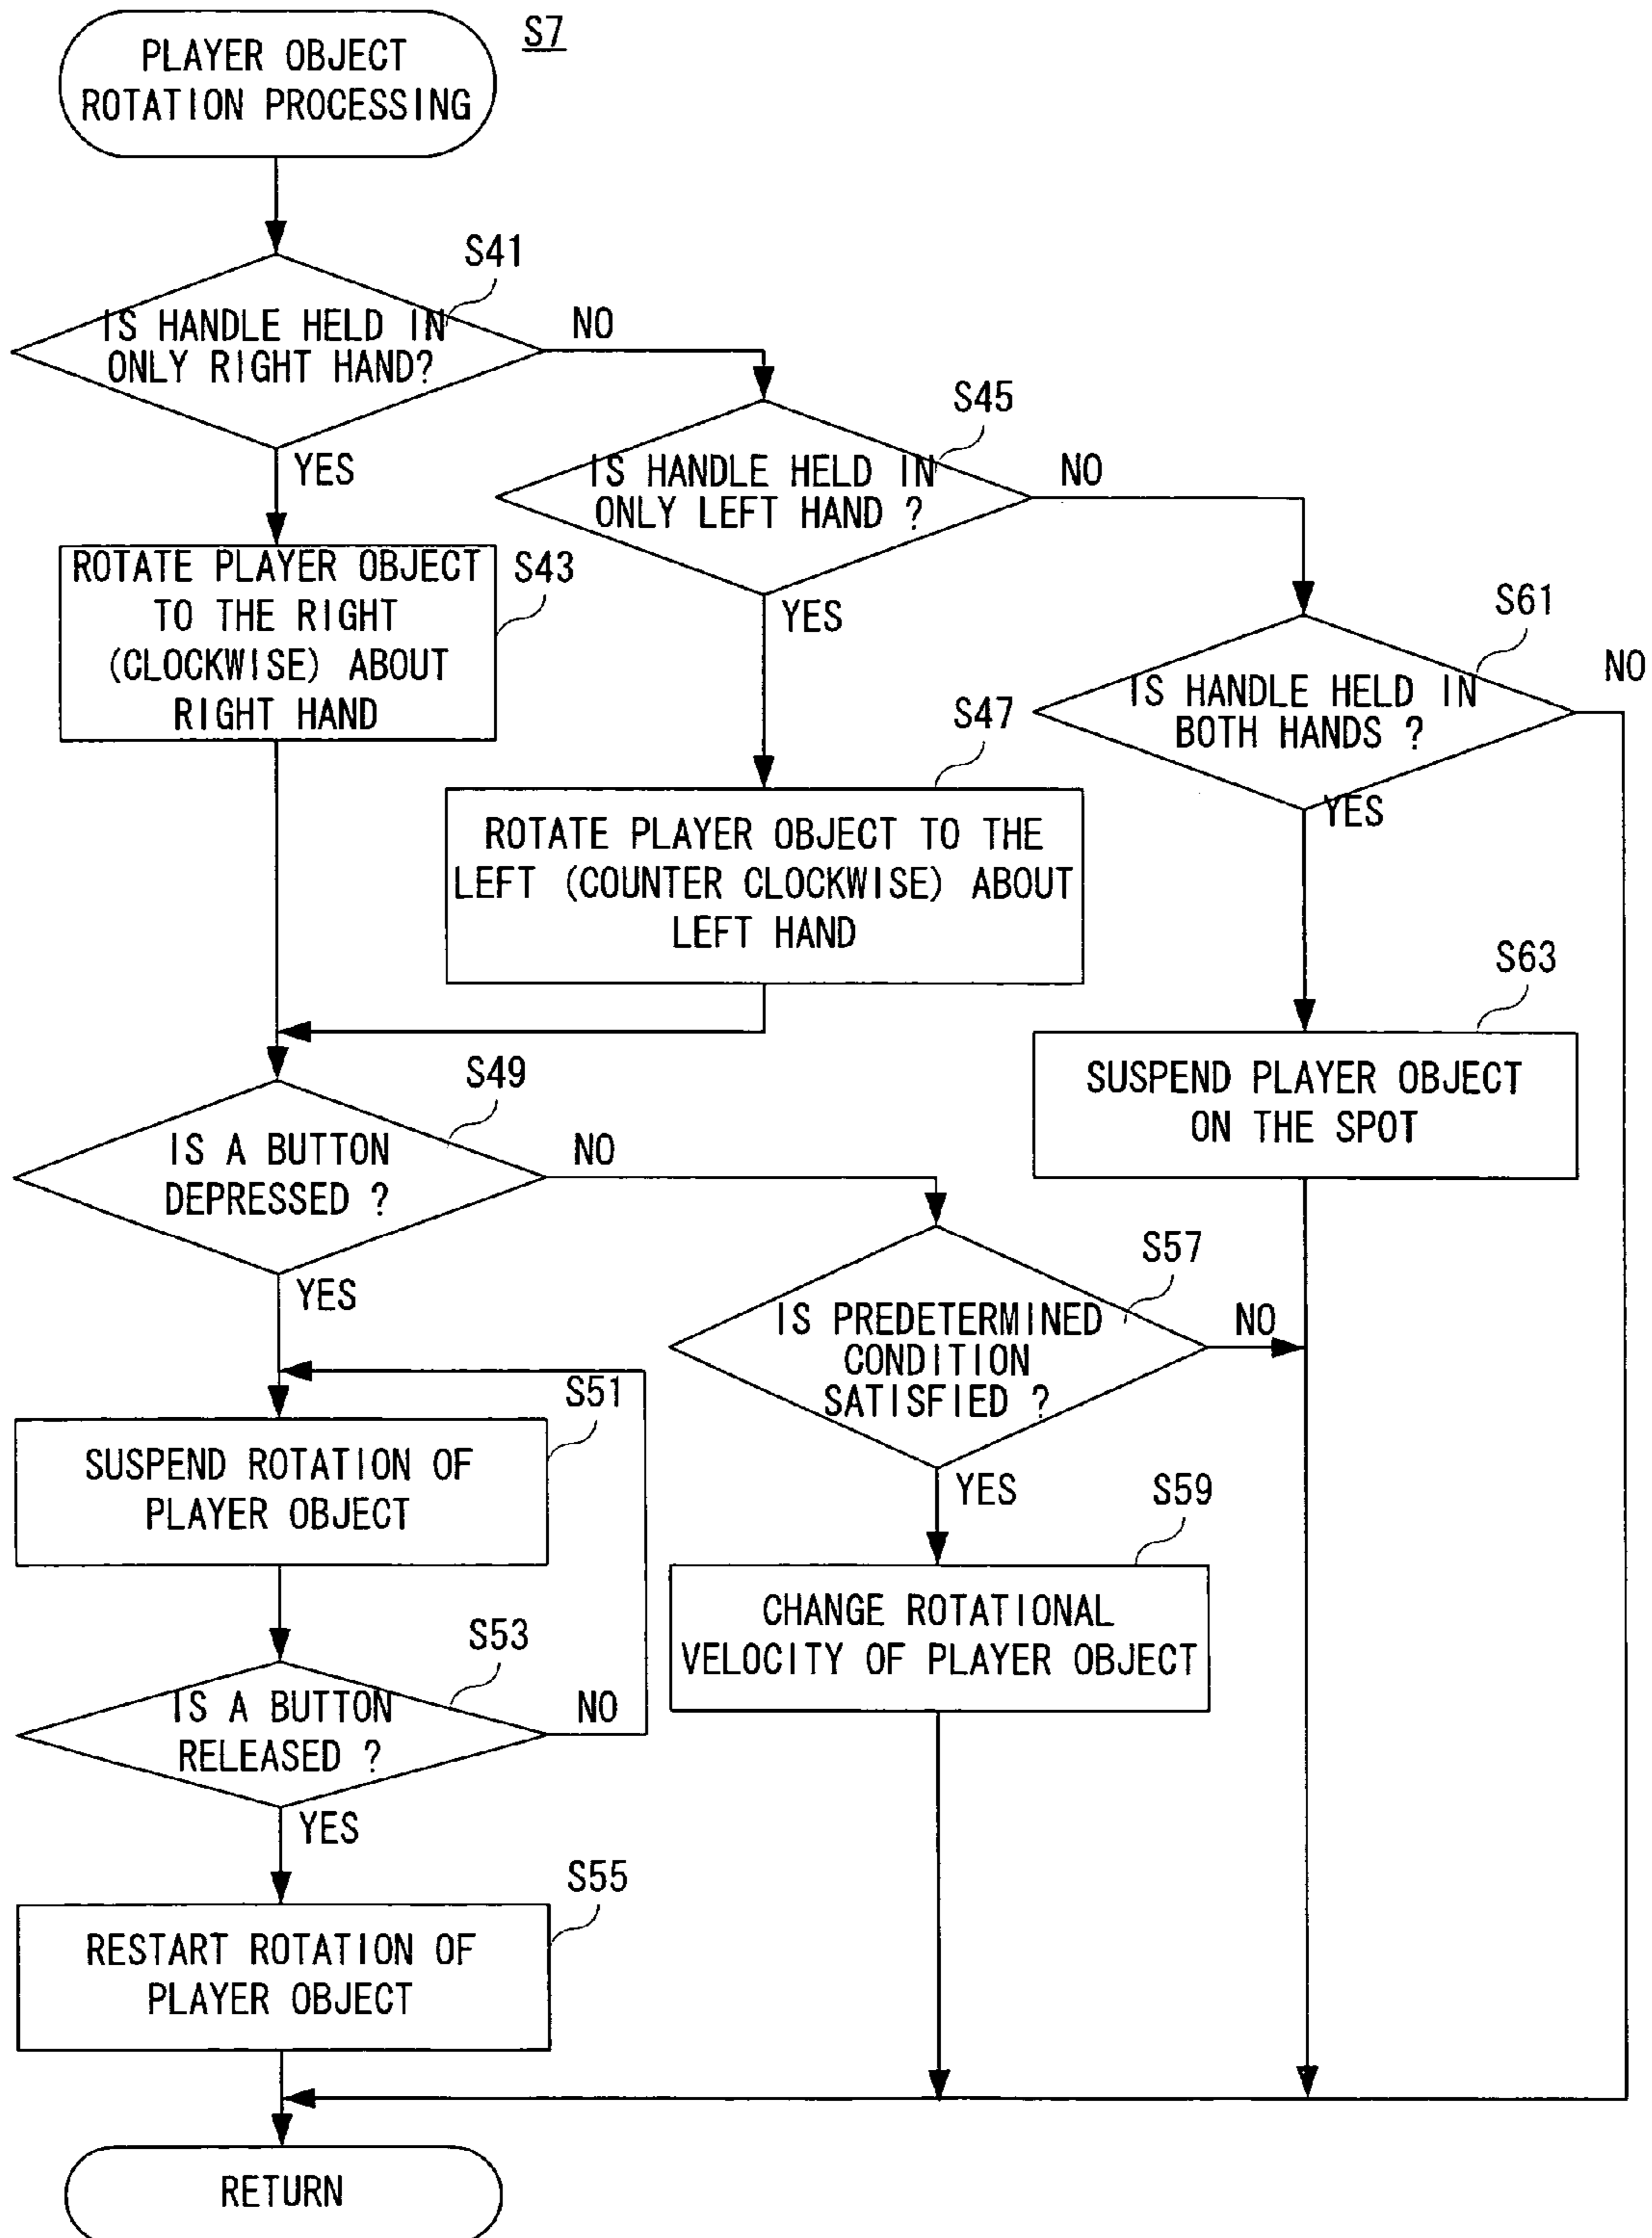 S7
PLAYER OBJECT
ROTATION PROCESSING
S41
IS HANDLE HELD IN
ONLY RIGHT HAND?
NO
YES
S45
IS HANDLE HELD IN
ONLY LEFT HAND ?
NO
YES
S43
ROTATE PLAYER OBJECT
TO THE RIGHT
(CLOCKWISE) ABOUT
RIGHT HAND
S61
IS HANDLE HELD IN
BOTH HANDS ?
NO
YES
S47
ROTATE PLAYER OBJECT TO THE
LEFT (COUNTER CLOCKWISE) ABOUT
LEFT HAND
S63
SUSPEND PLAYER OBJECT
ON THE SPOT
S49
IS A BUTTON
DEPRESSED ?
NO
YES
S57
IS PREDETERMINED
CONDITION
SATISFIED ?
NO
YES
S51
SUSPEND ROTATION OF
PLAYER OBJECT
S59
CHANGE ROTATIONAL
VELOCITY OF PLAYER OBJECT
S53
IS A BUTTON
RELEASED ?
NO
YES
S55
RESTART ROTATION OF
PLAYER OBJECT
RETURN